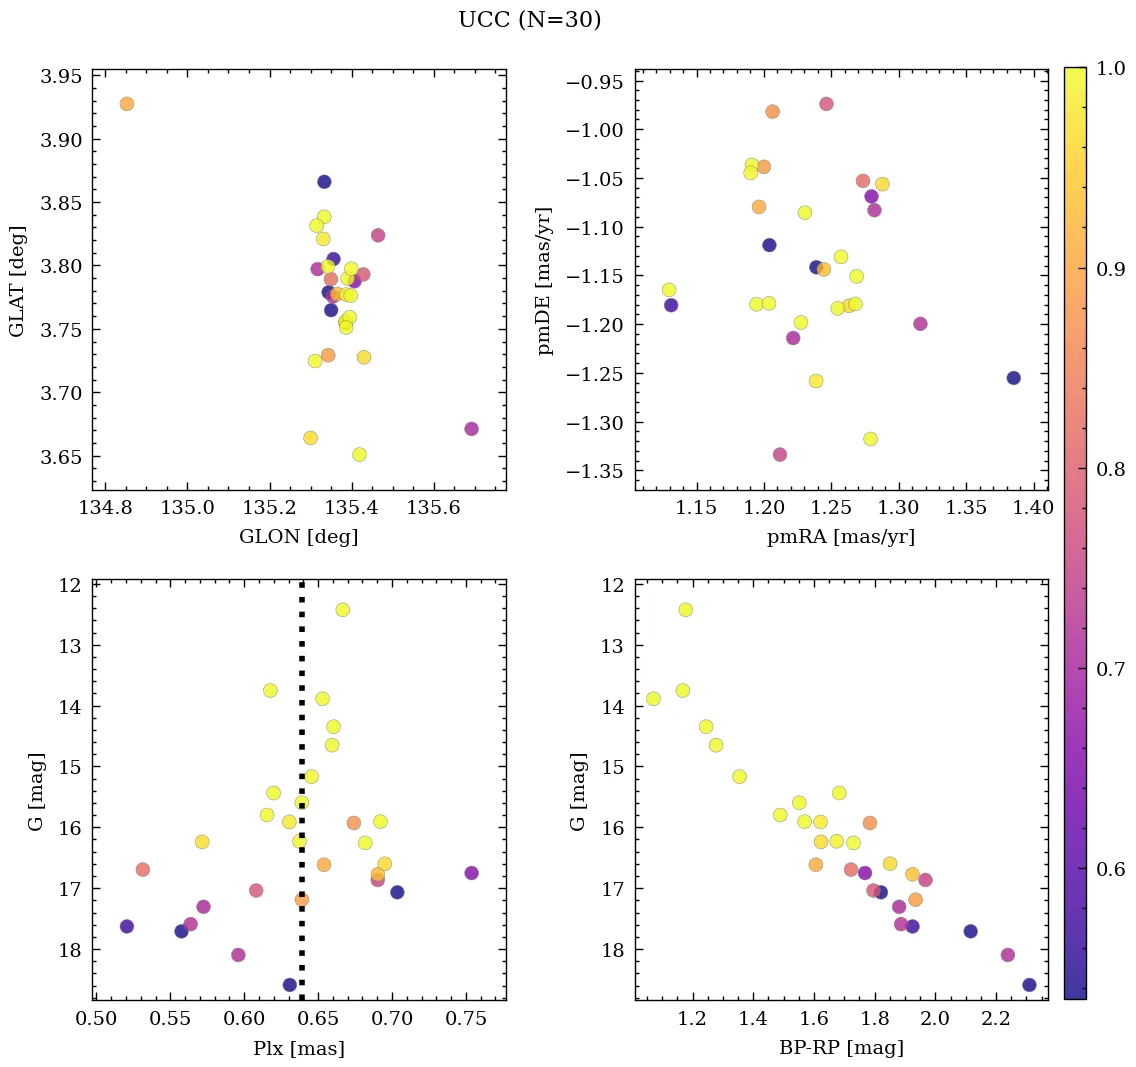 UCC (N=30)
3.95
3.90
3.85
3.80
3.75
3.70
3.65
GLAT [deg]
134.8 135.0 135.2 135.4 135.6
GLON [deg]
−0.95
−1.00
−1.05
−1.10
−1.15
−1.20
−1.25
−1.30
−1.35
pmDE [mas/yr]
1.15 1.20 1.25 1.30 1.35 1.40
pmRA [mas/yr]
1.0
0.9
0.8
0.7
0.6
12
13
14
15
16
17
18
G [mag]
0.50 0.55 0.60 0.65 0.70 0.75
Plx [mas]
12
13
14
15
16
17
18
G [mag]
1.2 1.4 1.6 1.8 2.0 2.2
BP-RP [mag]